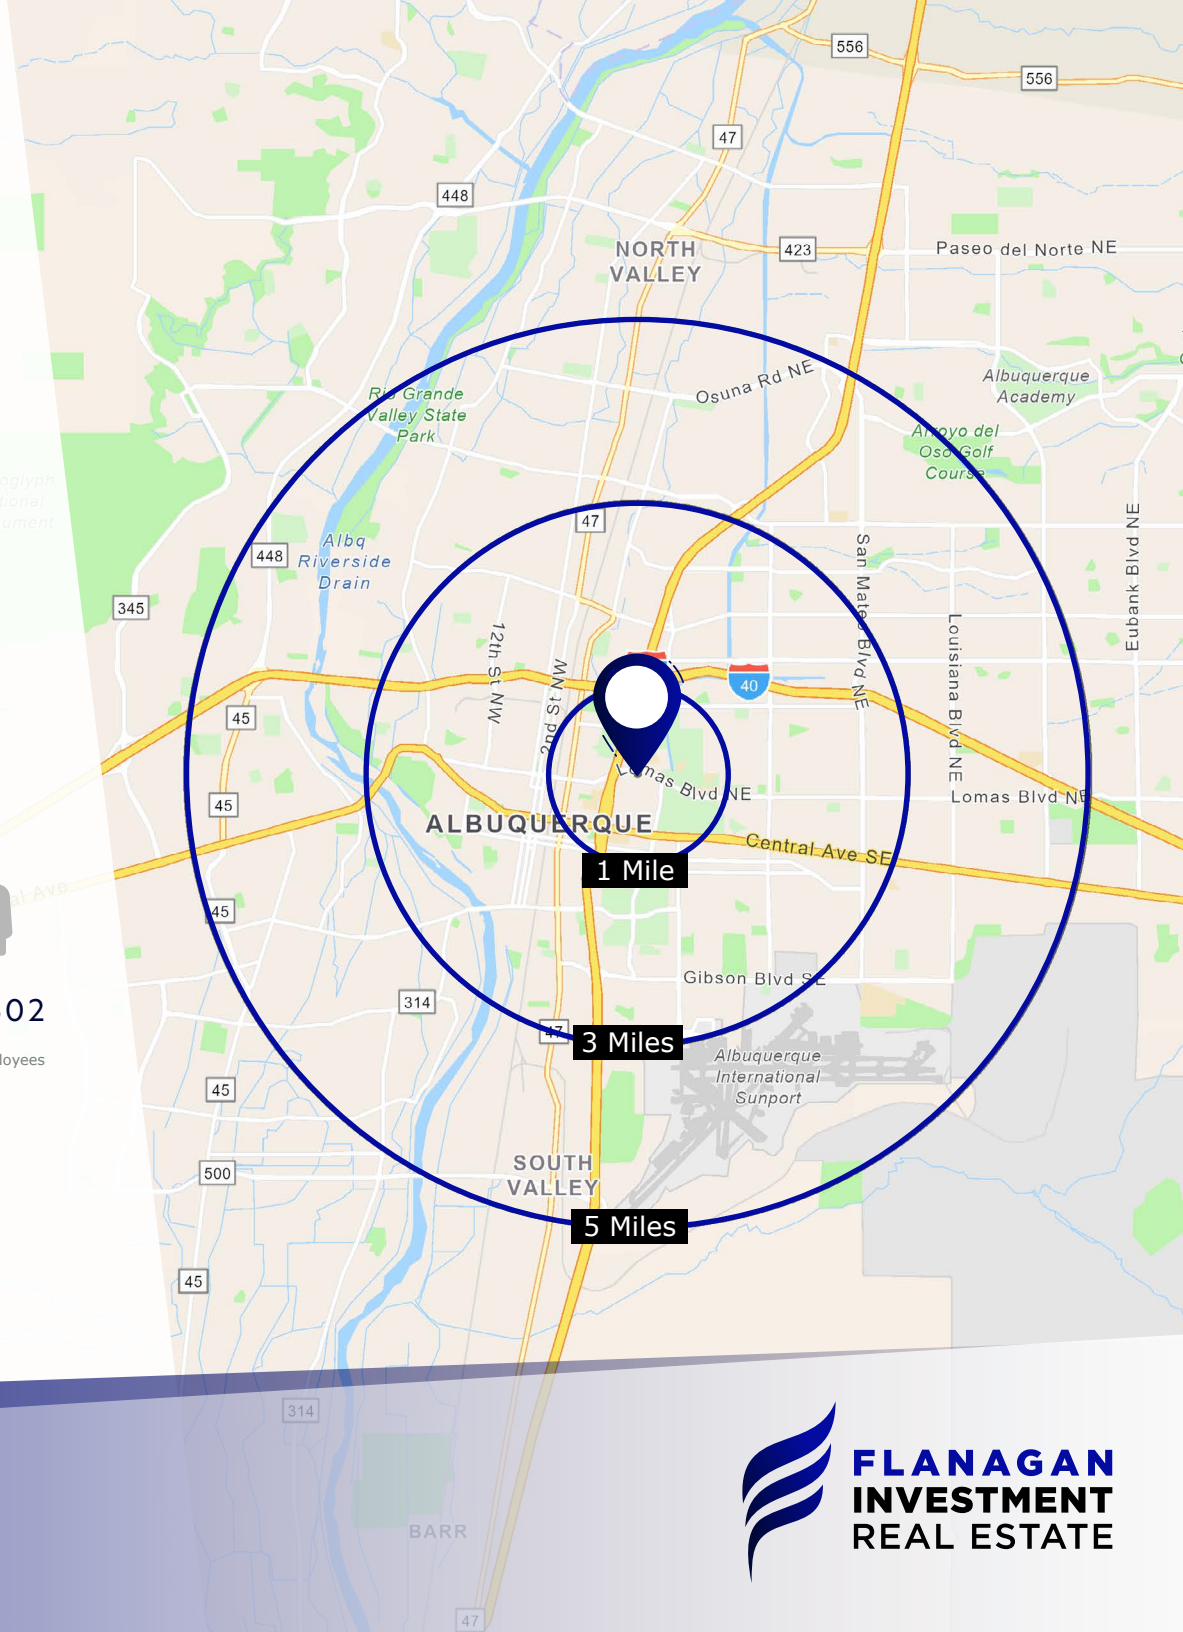 556
556
47
448
NORTH
VALLEY
423
Paseo del Norte NE
Osuna Rd NE
Albuquerque
Academy
Rio Grande
Valley State
Park
Arroyo del
Oso Golf
Course
47
Albq
Riverside
Drain
448
345
San Mateo Blvd NE
Eubank Blvd NE
Louisiana Blvd NE
12th St NW
2nd St NW
40
45
45
Lomas Blvd NE
Lomas Blvd NE
ALBUQUERQUE
Central Ave SE
1 Mile
45
Gibson Blvd SE
314
47
3 Miles
Albuquerque
International
Sunport
45
500
SOUTH
VALLEY
5 Miles
45
314
BARR
47
FLANAGAN
INVESTMENT
REAL ESTATE